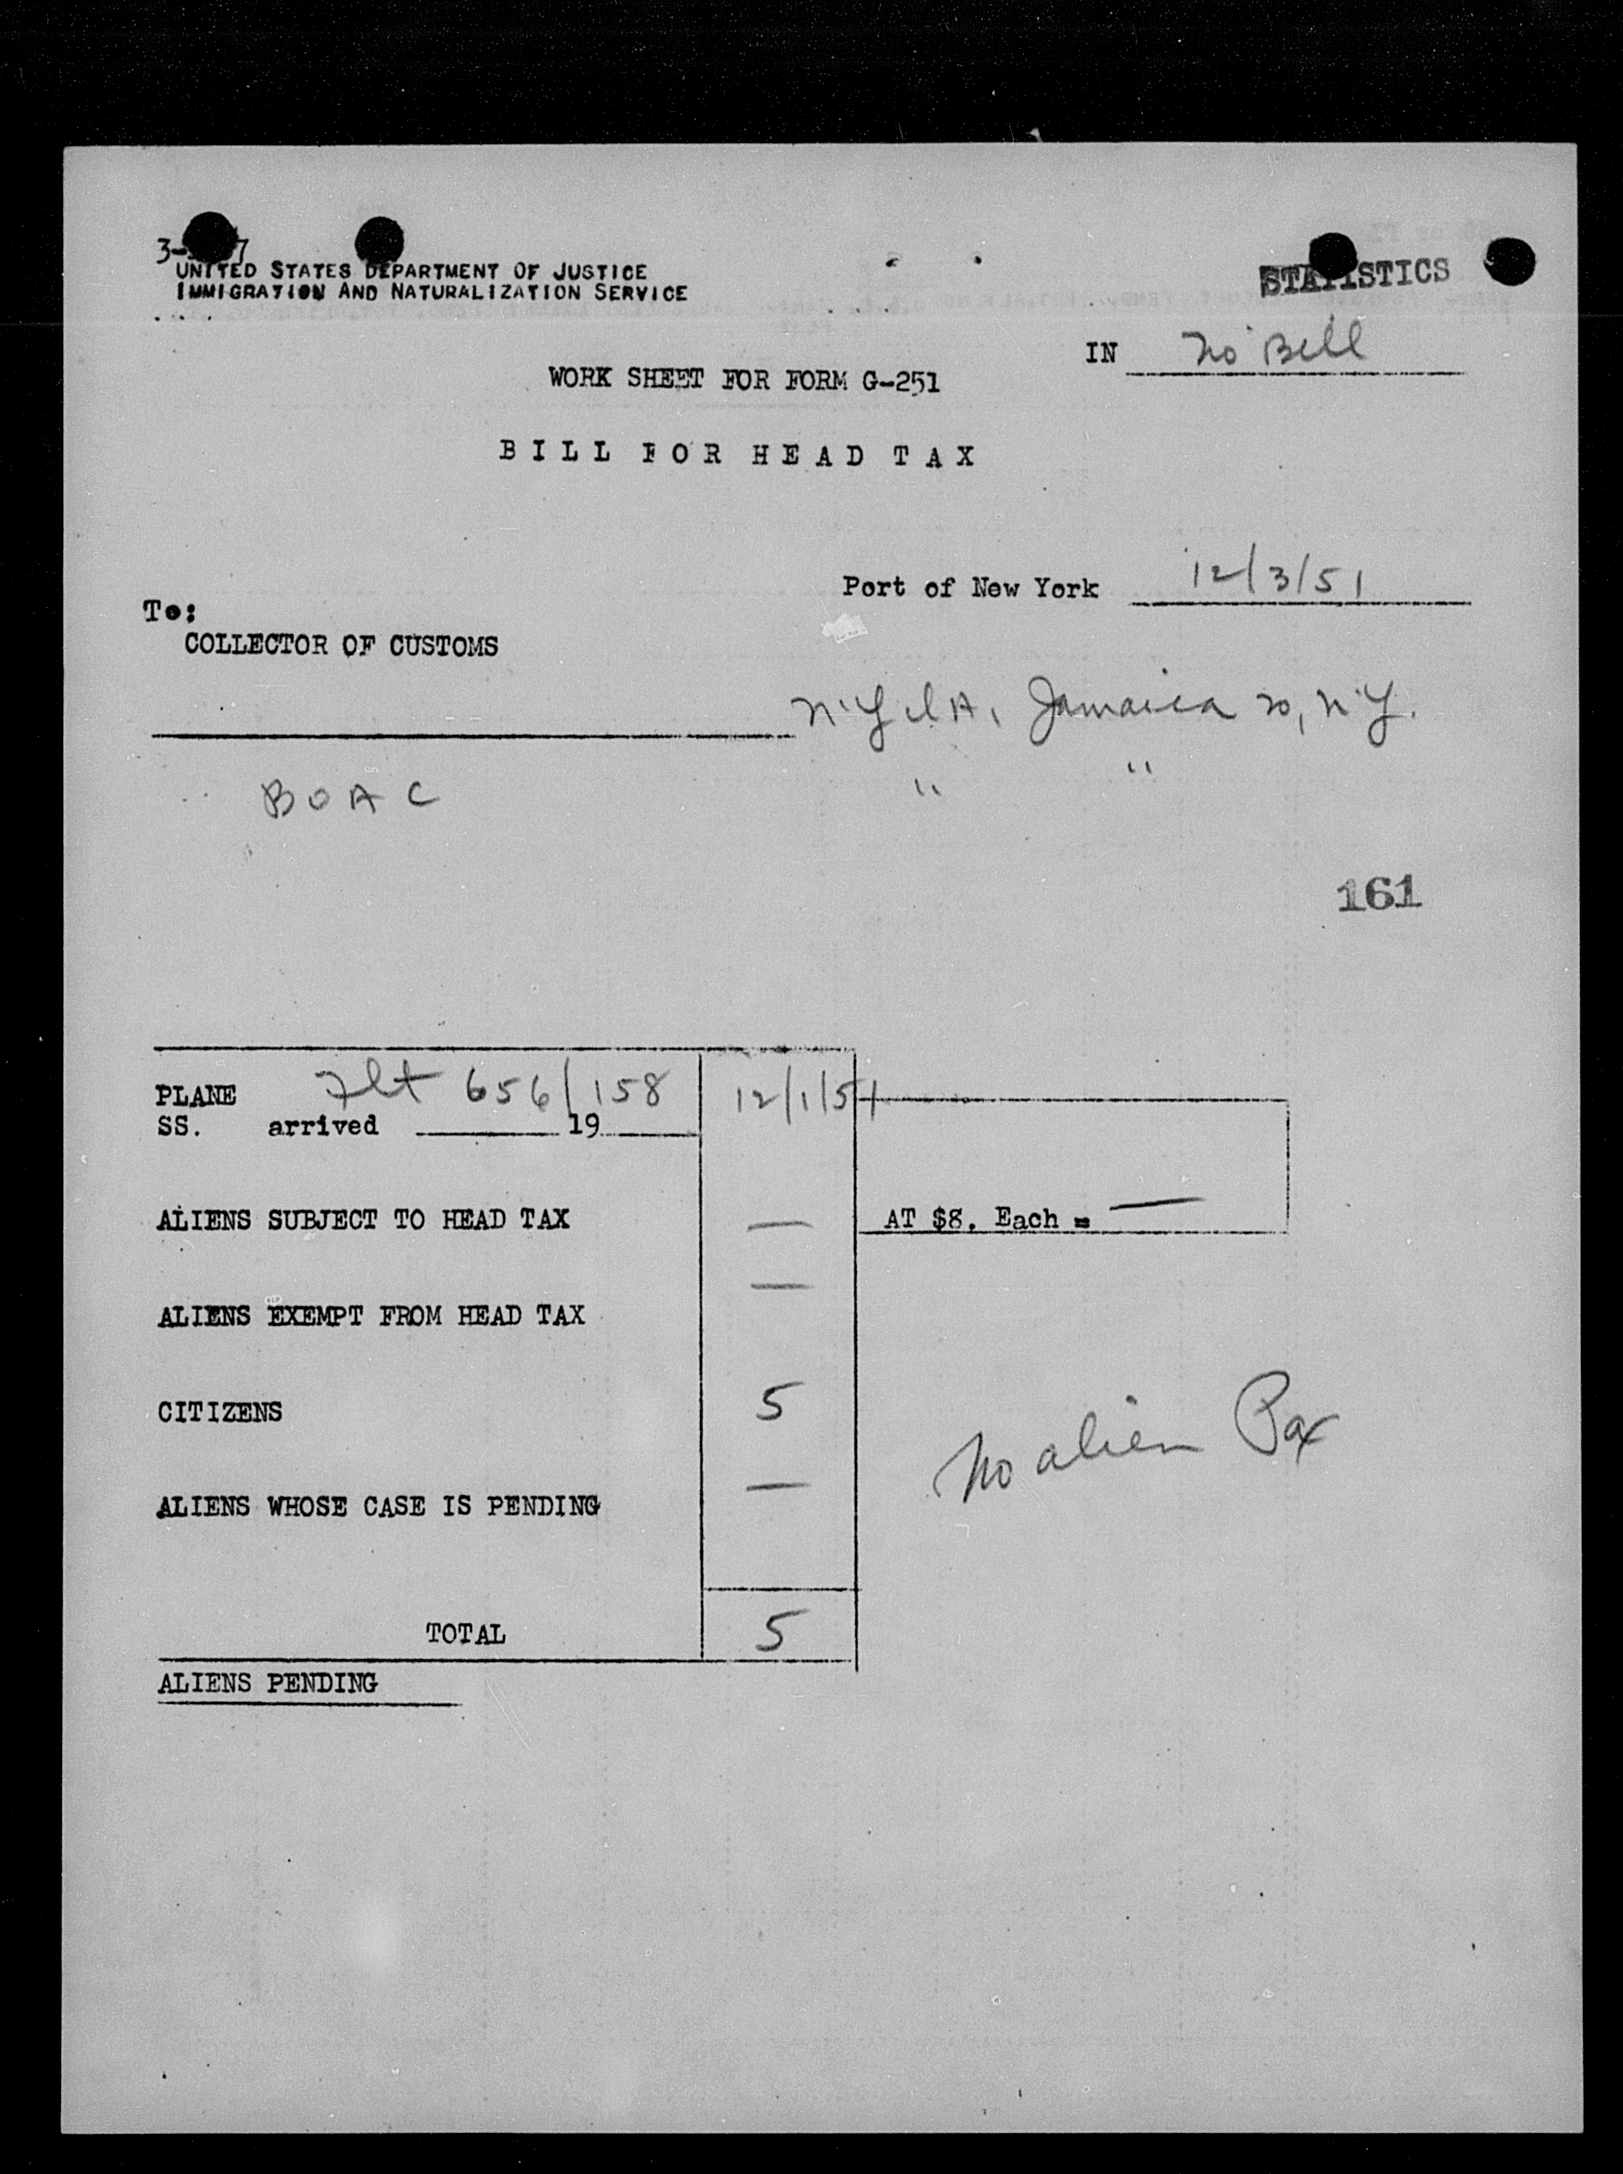 UNITED STATES DEPARTMENT OF JUSTICE
IMMIGRATION AND NATURALIZATION SERVICE
STATISTICS
IN No Bill
WORK SHEET FOR FORM G-251
BILL FOR HEAD TAX
Port of New York 12/3/51
To:
COLLECTOR OF CUSTOMS
N.Y.I.A., Jamaica 20, N.Y.
BOAC " "
161
PLANE Flt 656/158 12/1/51
SS. arrived 19
ALIENS SUBJECT TO HEAD TAX — AT $8. Each = —
ALIENS EXEMPT FROM HEAD TAX —
CITIZENS 5
No alien Pax
ALIENS WHOSE CASE IS PENDING —
TOTAL 5
ALIENS PENDING